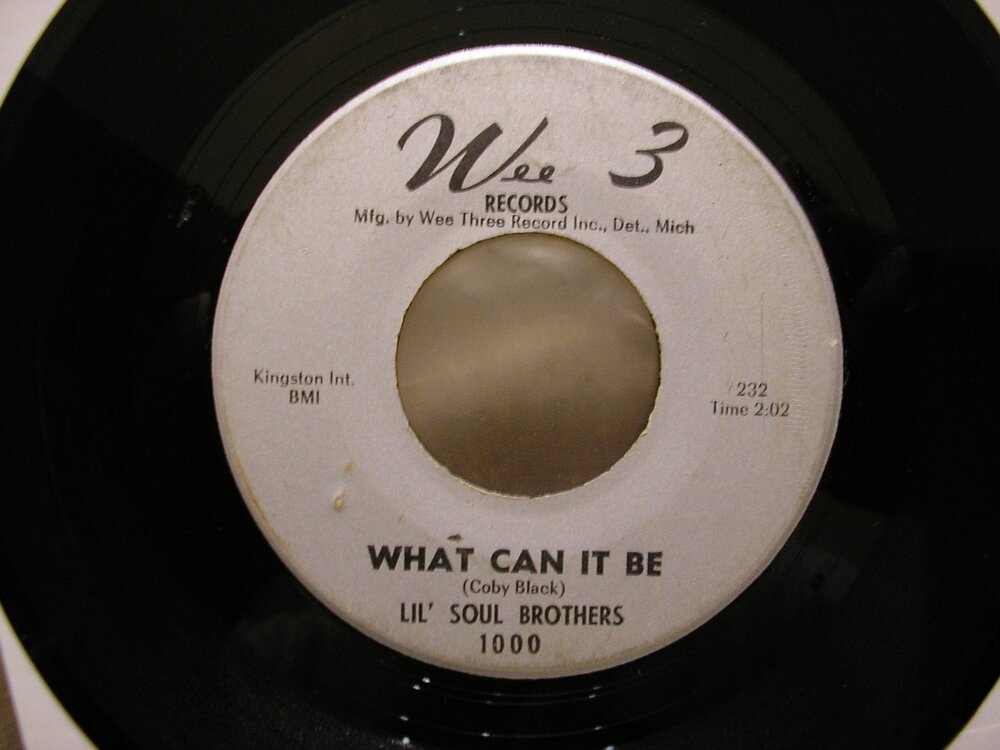 Wee 3
RECORDS
Mfg. by Wee Three Record Inc., Det., Mich
Kingston Int.
BMI
232
Time 2:02
WHAT CAN IT BE
(Coby Black)
LIL' SOUL BROTHERS
1000